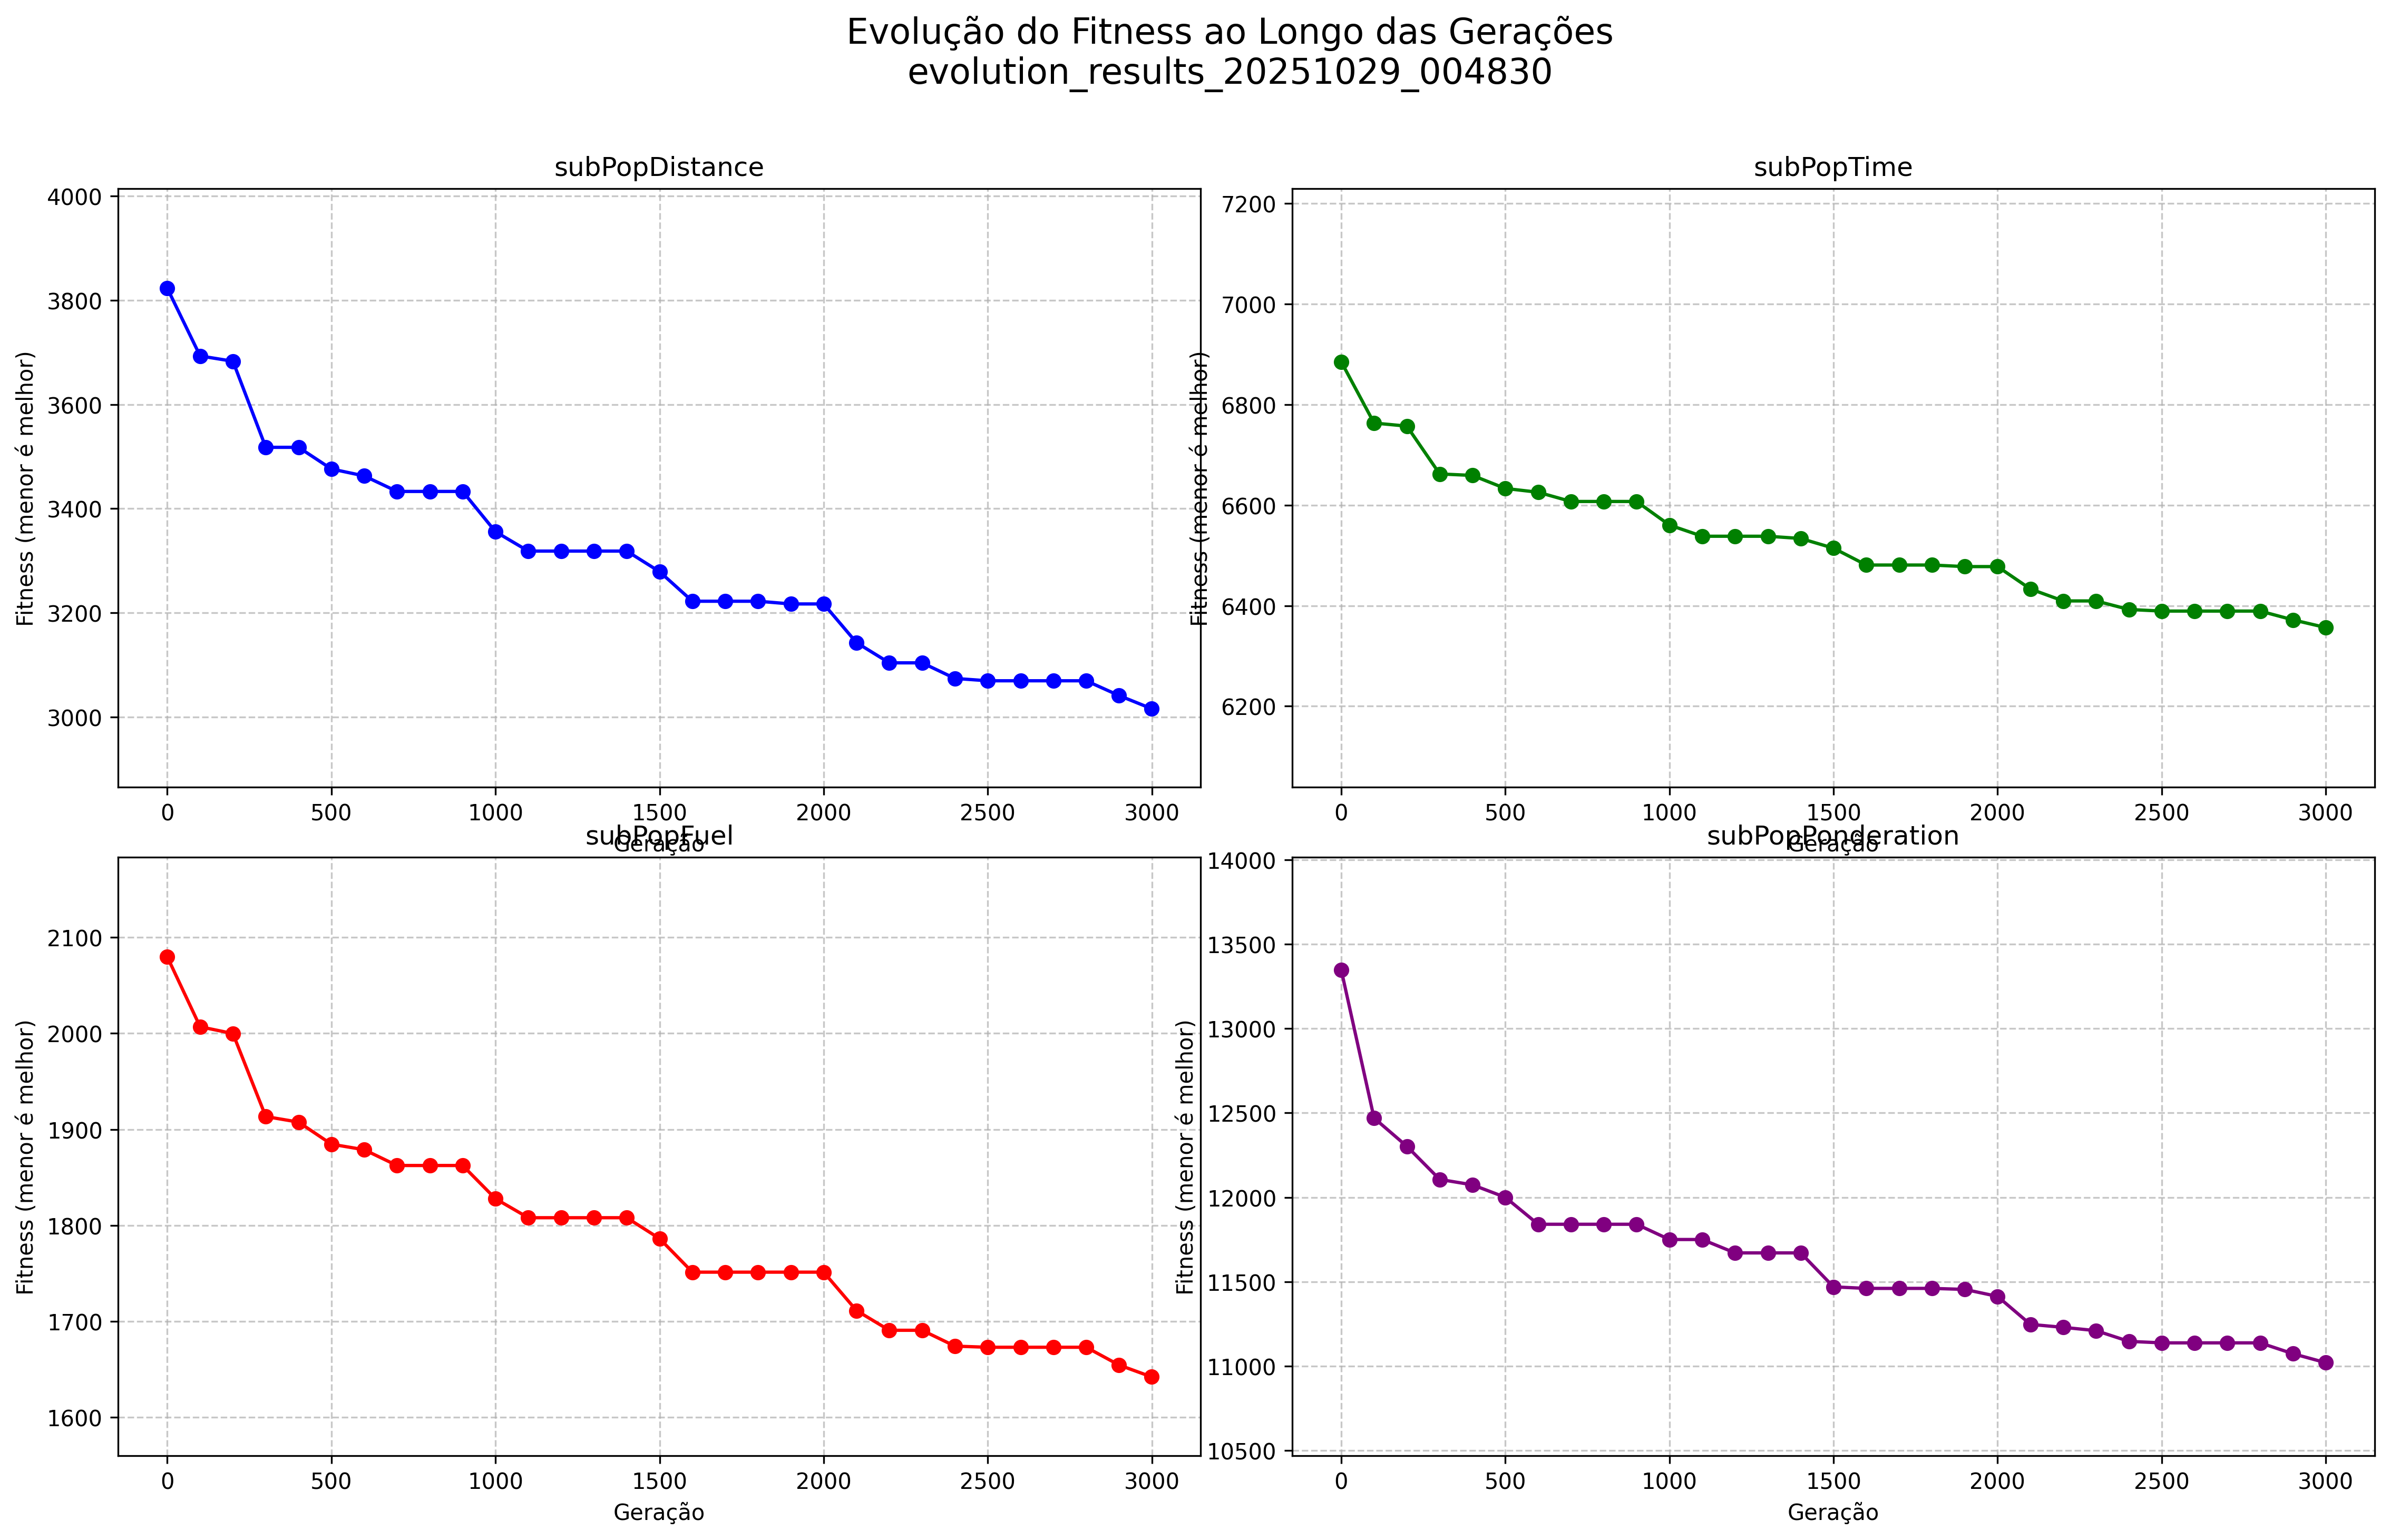 Evolução do Fitness ao Longo das Gerações
evolution_results_20251029_004830
subPopDistance
4000
3800
3600
3400
3200
3000
Fitness (menor é melhor)
0 500 1000 1500 2000 2500 3000
Geração
subPopTime
7200
7000
6800
6600
6400
6200
Fitness (menor é melhor)
0 500 1000 1500 2000 2500 3000
Geração
subPopFuel
2100
2000
1900
1800
1700
1600
Fitness (menor é melhor)
0 500 1000 1500 2000 2500 3000
Geração
subPopPonderation
14000
13500
13000
12500
12000
11500
11000
10500
Fitness (menor é melhor)
0 500 1000 1500 2000 2500 3000
Geração